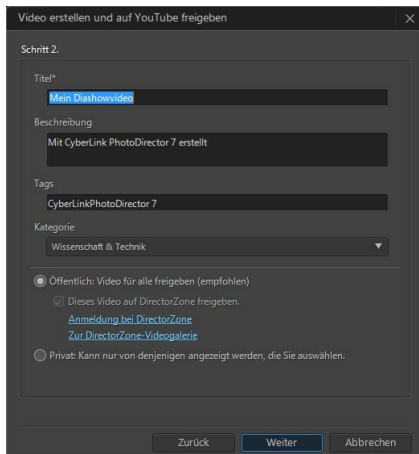 Video erstellen und auf YouTube freigeben
Schritt 2.
Titel*
Mein Diashowvideo
Beschreibung
Mit CyberLink PhotoDirector 7 erstellt
Tags
CyberLinkPhotoDirector 7
Kategorie
Wissenschaft & Technik
Öffentlich: Video für alle freigeben (empfohlen)
Dieses Video auf DirectorZone freigeben.
Anmeldung bei DirectorZone
Zur DirectorZone-Videogalerie
Privat: Kann nur von denjenigen angezeigt werden, die Sie auswählen.
Zurück Weiter Abbrechen